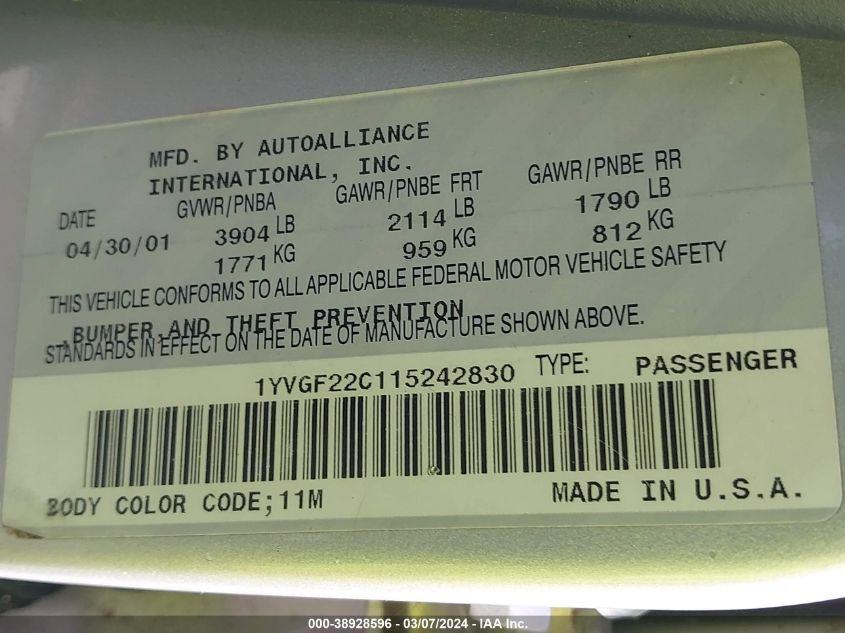 MFD. BY AUTOALLIANCE
INTERNATIONAL, INC.
DATE GVWR/PNBA GAWR/PNBE FRT GAWR/PNBE RR
04/30/01 3904 LB 2114 LB 1790 LB
1771 KG 959 KG 812 KG
THIS VEHICLE CONFORMS TO ALL APPLICABLE FEDERAL MOTOR VEHICLE SAFETY
,BUMPER,AND THEFT PREVENTION
STANDARDS IN EFFECT ON THE DATE OF MANUFACTURE SHOWN ABOVE.
1YVGF22C115242830 TYPE: PASSENGER
BODY COLOR CODE;11M MADE IN U.S.A.
000-38928596 - 03/07/2024 - IAA Inc.